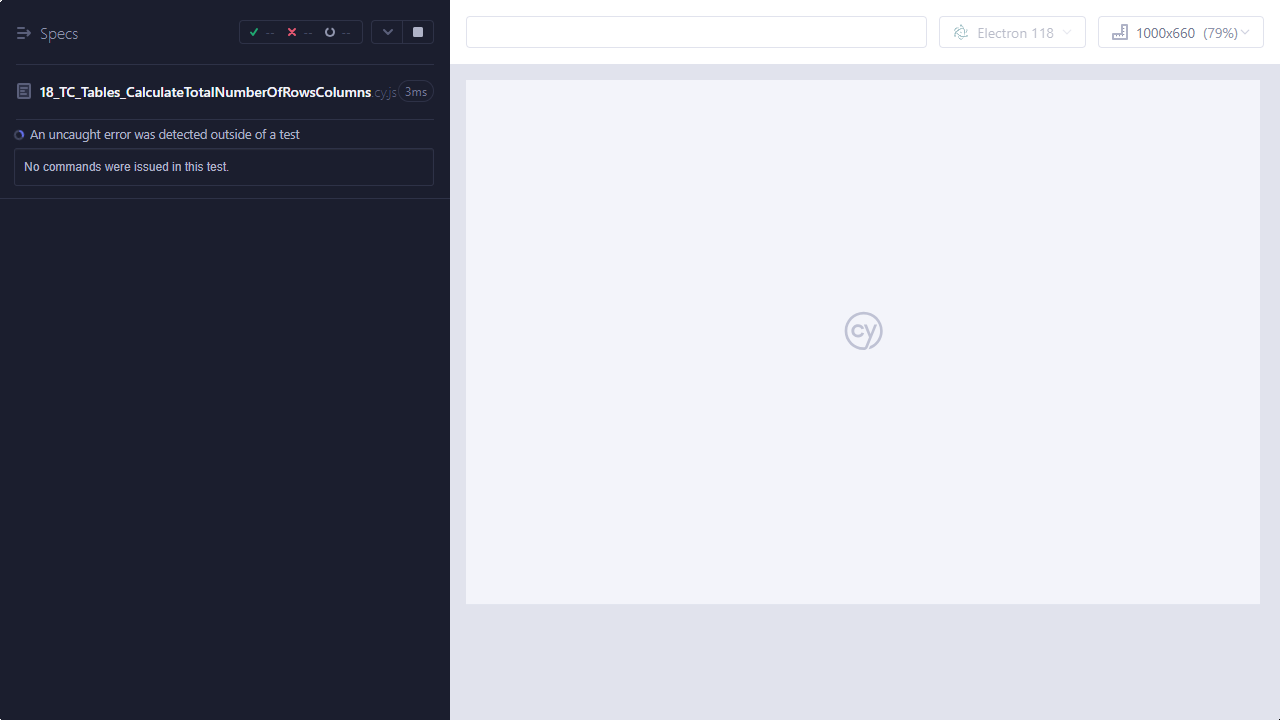 Specs
--
--
--
18_TC_Tables_CalculateTotalNumberOfRowsColumns.cy.js
3ms
An uncaught error was detected outside of a test
No commands were issued in this test.
Electron 118
1000x660 (79%)
cy